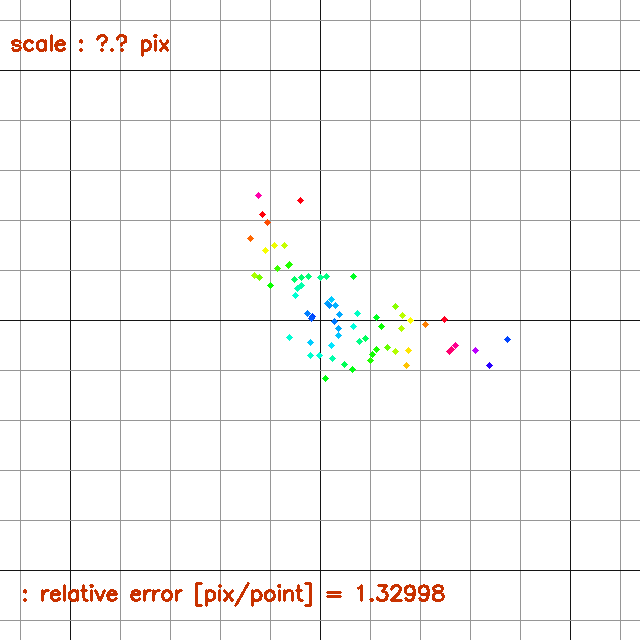 scale : ?.? pix
: relative error [pix/point] = 1.32998